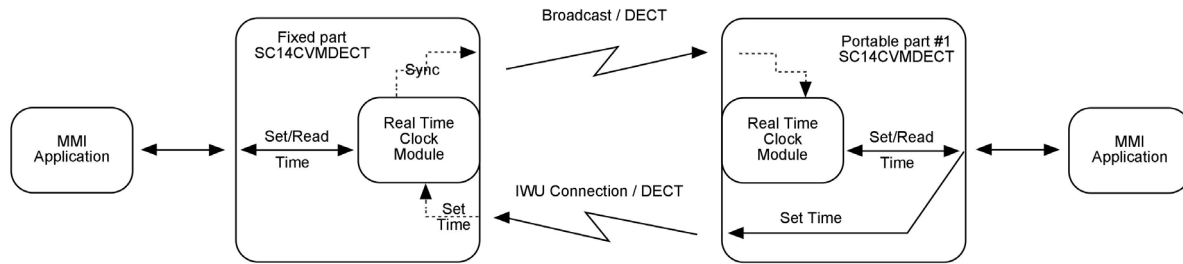 Broadcast / DECT
Fixed part
SC14CVMDECT
Sync
Portable part #1
SC14CVMDECT
MMI
Application
Set/Read
Time
Real Time
Clock
Module
Real Time
Clock
Module
Set/Read
Time
MMI
Application
IWU Connection / DECT
Set
Time
Set Time